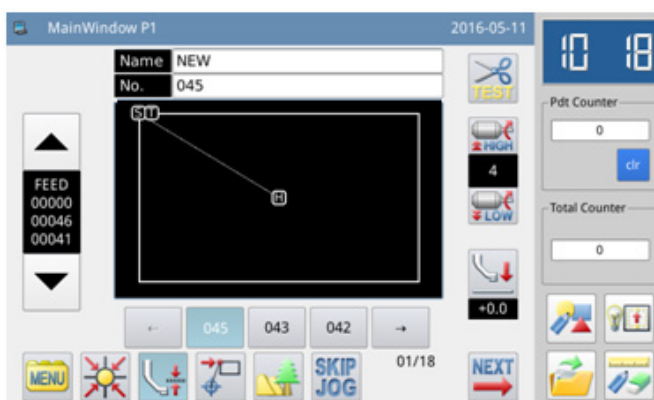 MainWindow P1 2016-05-11
10 18
Name NEW
No. 045
TEST
Pdt Counter
0
clr
S T
HIGH
4
LOW
FEED
00000
00046
00041
H
Total Counter
0
+0.0
← 045 043 042 →
01/18
MENU
SKIP
JOG
NEXT